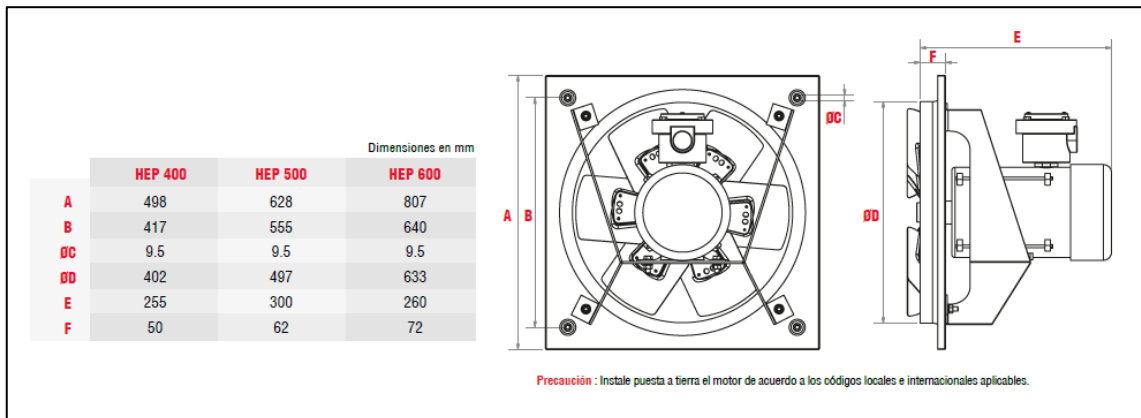 Dimensiones en mm
HEP 400 HEP 500 HEP 600
A 498 628 807
B 417 555 640
ØC 9.5 9.5 9.5
ØD 402 497 633
E 255 300 260
F 50 62 72
A
B
ØC
ØD
E
F
Precaución : Instale puesta a tierra el motor de acuerdo a los códigos locales e internacionales aplicables.